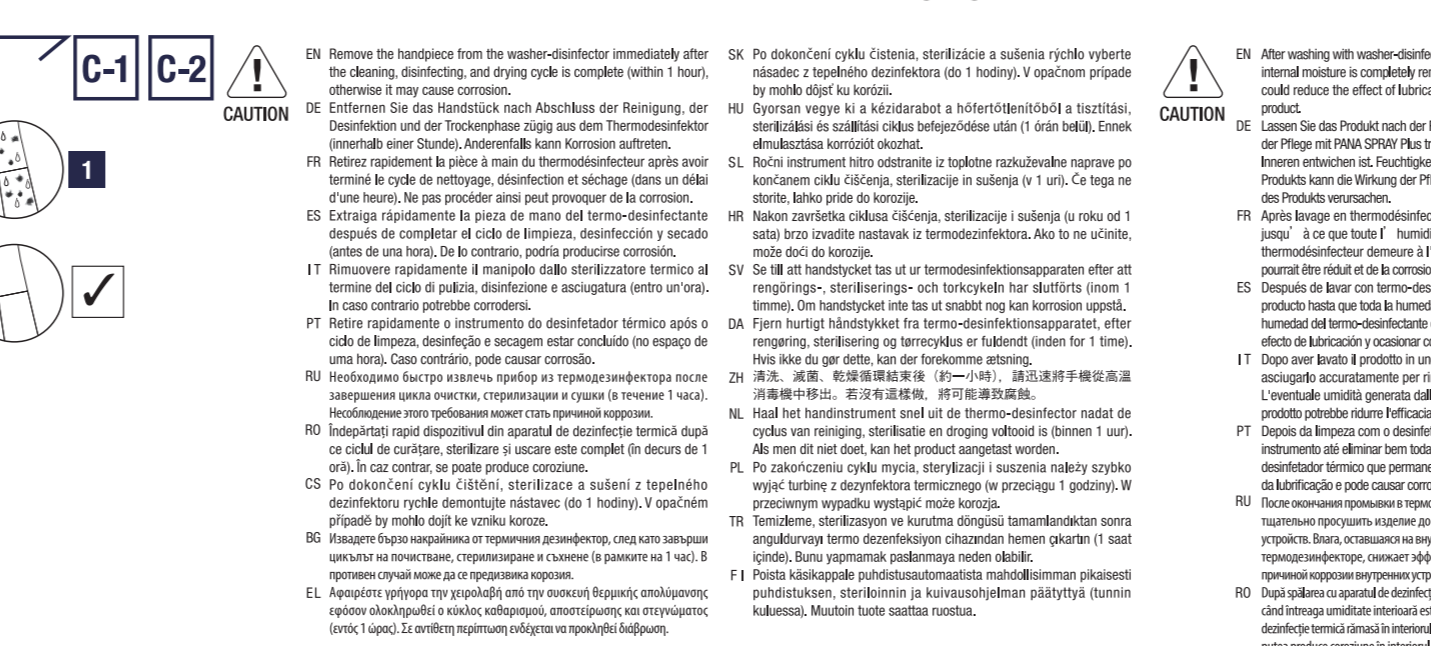 C-1
C-2
CAUTION
1
EN Remove the handpiece from the washer-disinfector immediately after
the cleaning, disinfecting, and drying cycle is complete (within 1 hour),
otherwise it may cause corrosion.
DE Entfernen Sie das Handstück nach Abschluss der Reinigung, der
Desinfektion und der Trockenphase zügig aus dem Thermodesinfektor
(innerhalb einer Stunde). Anderenfalls kann Korrosion auftreten.
FR Retirez rapidement la pièce à main du thermodésinfecteur après avoir
terminé le cycle de nettoyage, désinfection et séchage (dans un délai
d'une heure). Ne pas procéder ainsi peut provoquer de la corrosion.
ES Extraiga rápidamente la pieza de mano del termo-desinfectante
después de completar el ciclo de limpieza, desinfección y secado
(antes de una hora). De lo contrario, podría producirse corrosión.
IT Rimuovere rapidamente il manipolo dallo sterilizzatore termico al
termine del ciclo di pulizia, disinfezione e asciugatura (entro un'ora).
In caso contrario potrebbe corrodersi.
PT Retire rapidamente o instrumento do desinfetador térmico após o
ciclo de limpeza, desinfeção e secagem estar concluído (no espaço de
uma hora). Caso contrário, pode causar corrosão.
RU Необходимо быстро извлечь прибор из термодезинфектора после
завершения цикла очистки, стерилизации и сушки (в течение 1 часа).
Несоблюдение этого требования может стать причиной коррозии.
RO Îndepărtați rapid dispozitivul din aparatul de dezinfecție termică după
ce ciclul de curățare, sterilizare și uscare este complet (în decurs de 1
oră). În caz contrar, se poate produce coroziune.
CS Po dokončení cyklu čištění, sterilizace a sušení z tepelného
dezinfektoru rychle demontujte nástavec (do 1 hodiny). V opačném
případě by mohlo dojít ke vzniku koroze.
BG Извадете бързо накрайника от термичния дезинфектор, след като завърши
цикълът на почистване, стерилизиране и съхнене (в рамките на 1 час). В
противен случай може да се предизвика корозия.
EL Αφαιρέστε γρήγορα την χειρολαβή από την συσκευή θερμικής απολύμανσης
εφόσον ολοκληρωθεί ο κύκλος καθαρισμού, αποστείρωσης και στεγνώματος
(εντός 1 ώρας). Σε αντίθετη περίπτωση ενδέχεται να προκληθεί διάβρωση.
SK Po dokončení cyklu čistenia, sterilizácie a sušenia rýchlo vyberte
násadec z tepelného dezinfektora (do 1 hodiny). V opačnom prípade
by mohlo dôjsť ku korózii.
HU Gyorsan vegye ki a kézidarabot a hőfertőtlenítőből a tisztítási,
sterilizálási és szállítási ciklus befejeződése után (1 órán belül). Ennek
elmulasztása korróziót okozhat.
SL Ročni instrument hitro odstranite iz toplotne razkuževalne naprave po
končanem ciklu čiščenja, sterilizacije in sušenja (v 1 uri). Če tega ne
storite, lahko pride do korozije.
HR Nakon završetka ciklusa čišćenja, sterilizacije i sušenja (u roku od 1
sata) brzo izvadite nastavak iz termodezinfektora. Ako to ne učinite,
može doći do korozije.
SV Se till att handstycket tas ut ur termodesinfektionsapparaten efter att
rengörings-, steriliserings- och torkcykeln har slutförts (inom 1
timme). Om handstycket inte tas ut snabbt nog kan korrosion uppstå.
DA Fjern hurtigt håndstykket fra termo-desinfektionsapparatet, efter
rengøring, sterilisering og tørrecyklus er fuldendt (inden for 1 time).
Hvis ikke du gør dette, kan der forekomme ætsning.
ZH 清洗、滅菌、乾燥循環結束後（約一小時），請迅速將手機從高溫
消毒機中移出。若沒有這樣做，將可能導致腐蝕。
NL Haal het handinstrument snel uit de thermo-desinfector nadat de
cyclus van reiniging, sterilisatie en droging voltooid is (binnen 1 uur).
Als men dit niet doet, kan het product aangetast worden.
PL Po zakończeniu cyklu mycia, sterylizacji i suszenia należy szybko
wyjąć turbinę z dezynfektora termicznego (w przeciągu 1 godziny). W
przeciwnym wypadku wystąpić może korozja.
TR Temizleme, sterilizasyon ve kurutma döngüsü tamamlandıktan sonra
anguldurvayı termo dezenfeksiyon cihazından hemen çıkartın (1 saat
içinde). Bunu yapmamak paslanmaya neden olabilir.
FI Poista käsikappale puhdistusautomaatista mahdollisimman pikaisesti
puhdistuksen, steriloinnin ja kuivausohjelman päätyttyä (tunnin
kuluessa). Muutoin tuote saattaa ruostua.
CAUTION
EN After washing with washer-disinfe
internal moisture is completely re
could reduce the effect of lubrica
product.
DE Lassen Sie das Produkt nach der
der Pflege mit PANA SPRAY Plus tr
Inneren entwichen ist. Feuchtigke
Produkts kann die Wirkung der Pf
des Produkts verursachen.
FR Après lavage en thermodésinfec
jusqu'à ce que toute l'humidi
thermodésinfecteur demeure à l'
pourrait être réduit et de la corrosio
ES Después de lavar con termo-des
producto hasta que toda la humed
humedad del termo-desinfectante
efecto de lubricación y ocasionar co
IT Dopo aver lavato il prodotto in un
asciugarlo accuratamente per ri
L'eventuale umidità generata dall
prodotto potrebbe ridurre l'efficacia
PT Depois da limpeza com o desinfet
instrumento até eliminar bem toda
desinfetador térmico que permane
da lubrificação e pode causar corro
RU После окончания промывки в термо
тщательно просушить изделие до
устройств. Влага, оставшаяся на вну
термодезинфекторе, снижает эфф
причиной коррозии внутренних устр
RO După spălarea cu aparatul de dezinfecț
când întreaga umiditate interioară est
dezinfecție termică rămasă în interiorul